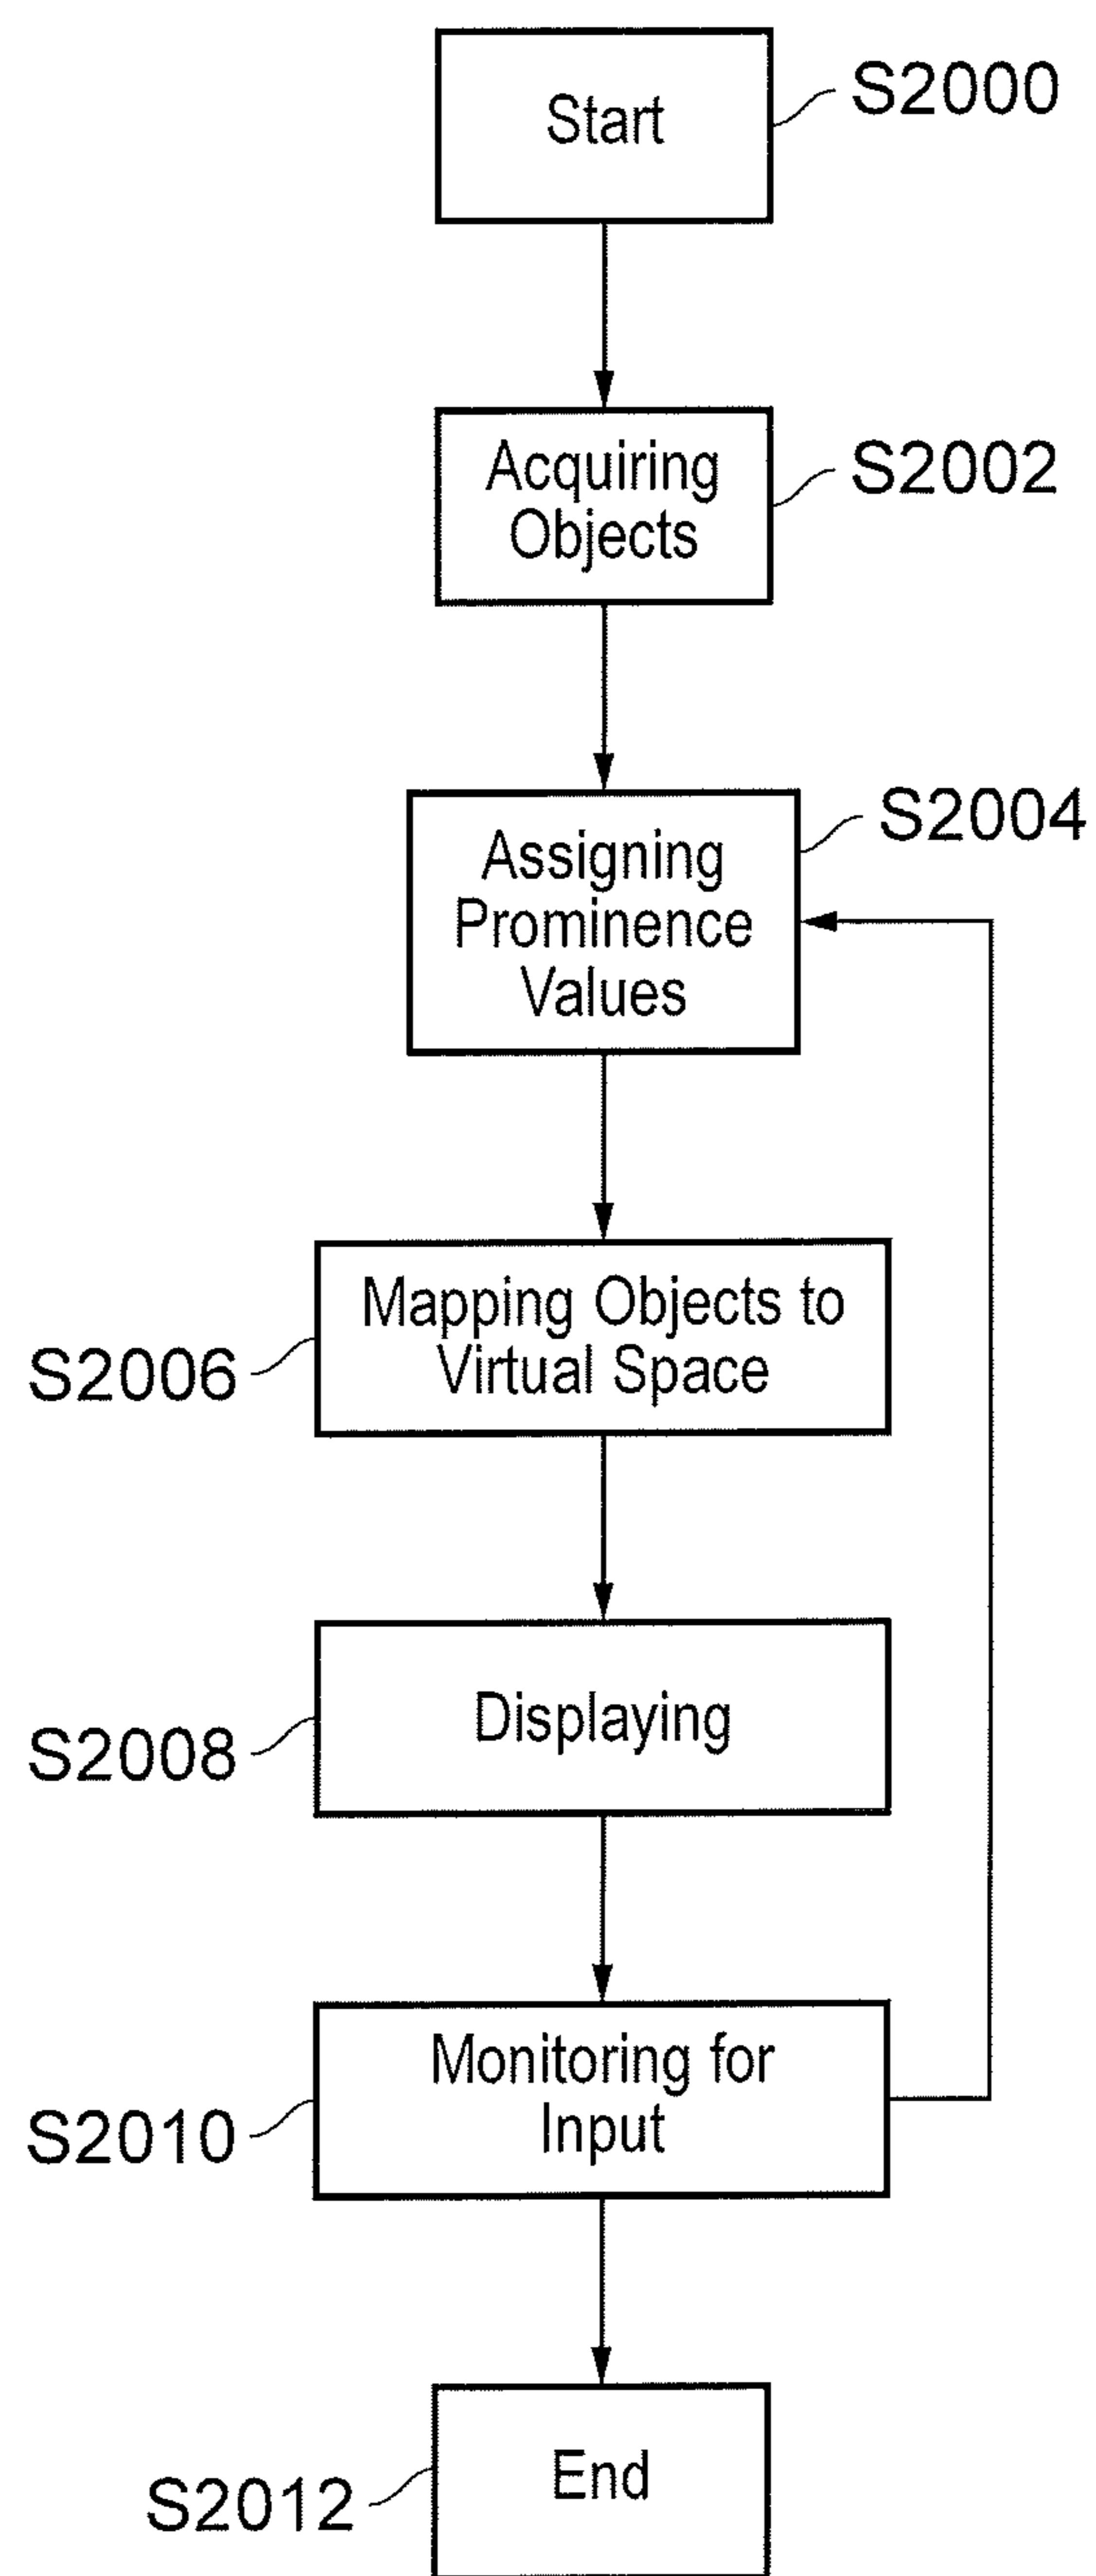 Start
S2000
Acquiring
Objects
S2002
Assigning
Prominence
Values
S2004
Mapping Objects to
Virtual Space
S2006
Displaying
S2008
Monitoring for
Input
S2010
End
S2012